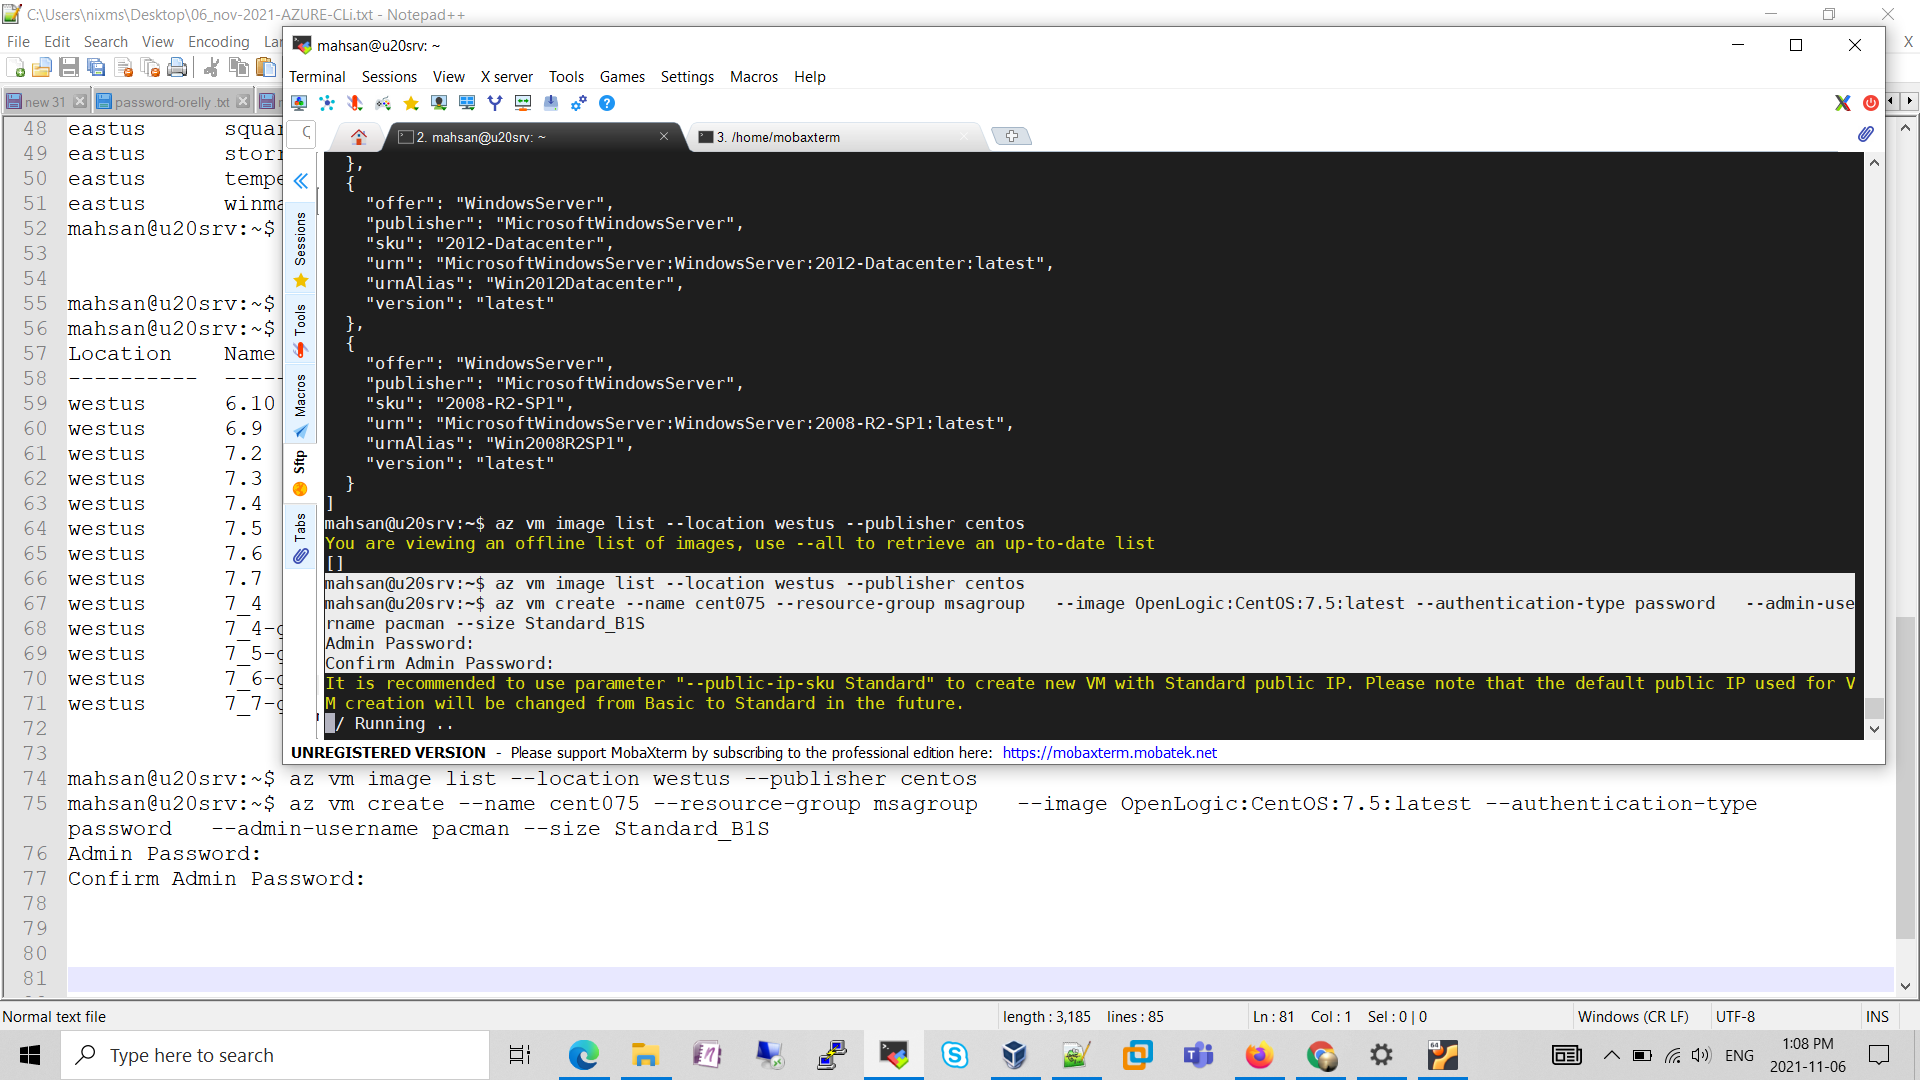 C:\Users\nixms\Desktop\06_nov-2021-AZURE-CLi.txt - Notepad++
File Edit Search View Encoding
X
new 31
password-orelly .txt
48 eastus
49 eastus
50 eastus
51 eastus
52 mahsan@u20srv:~$
53
54
55 mahsan@u20srv:~$
56 mahsan@u20srv:~$
57 Location Name
58 ----------
59 westus 6.10
60 westus 6.9
61 westus 7.2
62 westus 7.3
63 westus 7.4
64 westus 7.5
65 westus 7.6
66 westus 7.7
67 westus 7_4
68 westus
69 westus
70 westus
71 westus
72
73
mahsan@u20srv: ~
Terminal Sessions View X server Tools Games Settings Macros Help
2. mahsan@u20srv: ~
3. /home/mobaxterm
Sessions
Tools
Macros
Sftp
Tabs
},
{
"offer": "WindowsServer",
"publisher": "MicrosoftWindowsServer",
"sku": "2012-Datacenter",
"urn": "MicrosoftWindowsServer:WindowsServer:2012-Datacenter:latest",
"urnAlias": "Win2012Datacenter",
"version": "latest"
},
{
"offer": "WindowsServer",
"publisher": "MicrosoftWindowsServer",
"sku": "2008-R2-SP1",
"urn": "MicrosoftWindowsServer:WindowsServer:2008-R2-SP1:latest",
"urnAlias": "Win2008R2SP1",
"version": "latest"
}
]
mahsan@u20srv:~$ az vm image list --location westus --publisher centos
You are viewing an offline list of images, use --all to retrieve an up-to-date list
[]
mahsan@u20srv:~$ az vm image list --location westus --publisher centos
mahsan@u20srv:~$ az vm create --name cent075 --resource-group msagroup   --image OpenLogic:CentOS:7.5:latest --authentication-type password   --admin-use
rname pacman --size Standard_B1S
Admin Password:
Confirm Admin Password:
It is recommended to use parameter "--public-ip-sku Standard" to create new VM with Standard public IP. Please note that the default public IP used for V
M creation will be changed from Basic to Standard in the future.
/ Running ..
UNREGISTERED VERSION - Please support MobaXterm by subscribing to the professional edition here: https://mobaxterm.mobatek.net
74 mahsan@u20srv:~$ az vm image list --location westus --publisher centos
75 mahsan@u20srv:~$ az vm create --name cent075 --resource-group msagroup   --image OpenLogic:CentOS:7.5:latest --authentication-type
password   --admin-username pacman --size Standard_B1S
76 Admin Password:
77 Confirm Admin Password:
78
79
80
81
Normal text file
length : 3,185 lines : 85
Ln : 81 Col : 1 Sel : 0 | 0
Windows (CR LF)
UTF-8
INS
Type here to search
ENG
1:08 PM
2021-11-06